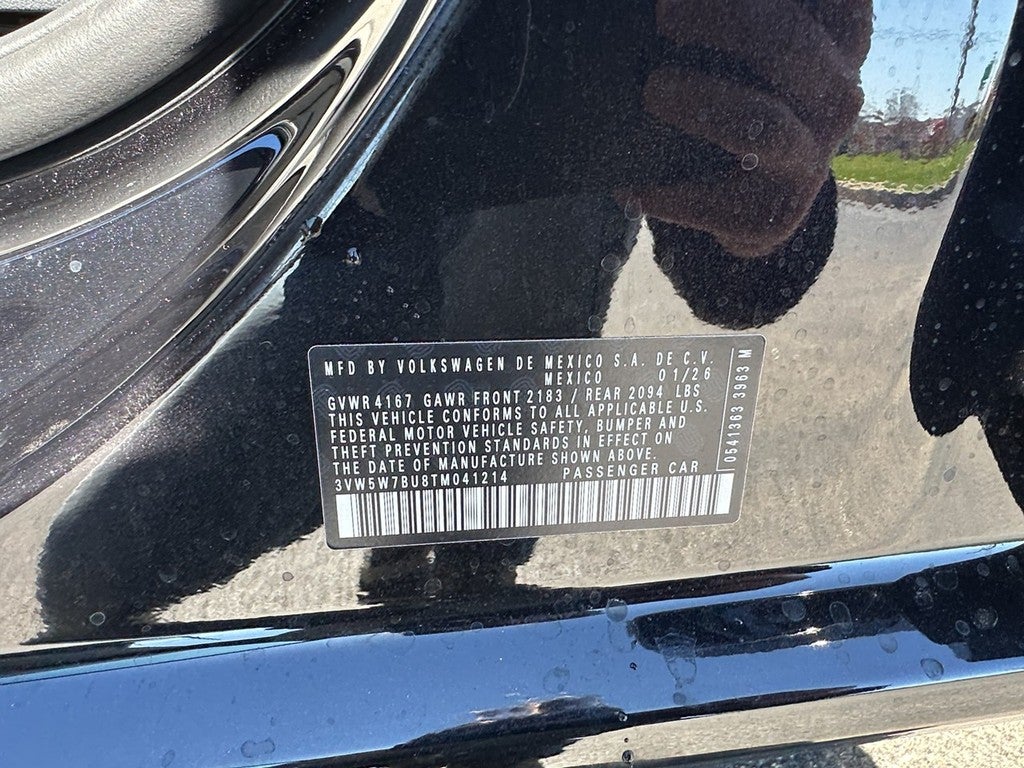 MFD BY VOLKSWAGEN DE MEXICO S.A. DE C.V.
MEXICO 01/26
GVWR 4167 GAWR FRONT 2183 / REAR 2094 LBS
THIS VEHICLE CONFORMS TO ALL APPLICABLE U.S.
FEDERAL MOTOR VEHICLE SAFETY, BUMPER AND
THEFT PREVENTION STANDARDS IN EFFECT ON
THE DATE OF MANUFACTURE SHOWN ABOVE.
3VW5W7BU8TM041214 PASSENGER CAR
0541363 3963 M